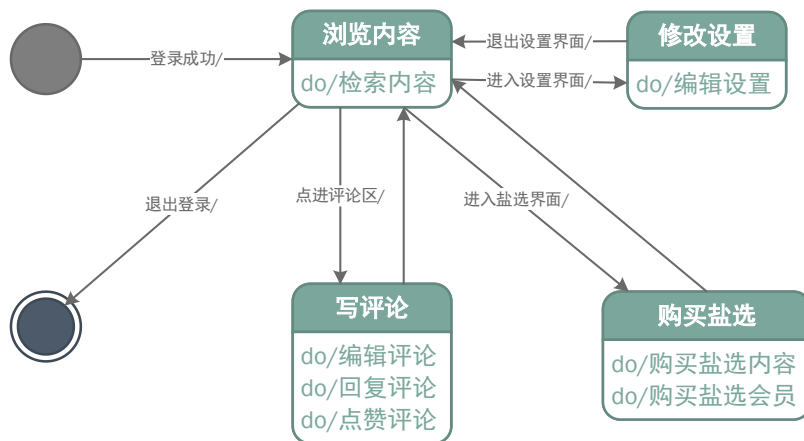 浏览内容
do/检索内容
修改设置
do/编辑设置
登录成功/
退出设置界面/
进入设置界面/
退出登录/
点进评论区/
进入盐选界面/
写评论
do/编辑评论
do/回复评论
do/点赞评论
购买盐选
do/购买盐选内容
do/购买盐选会员